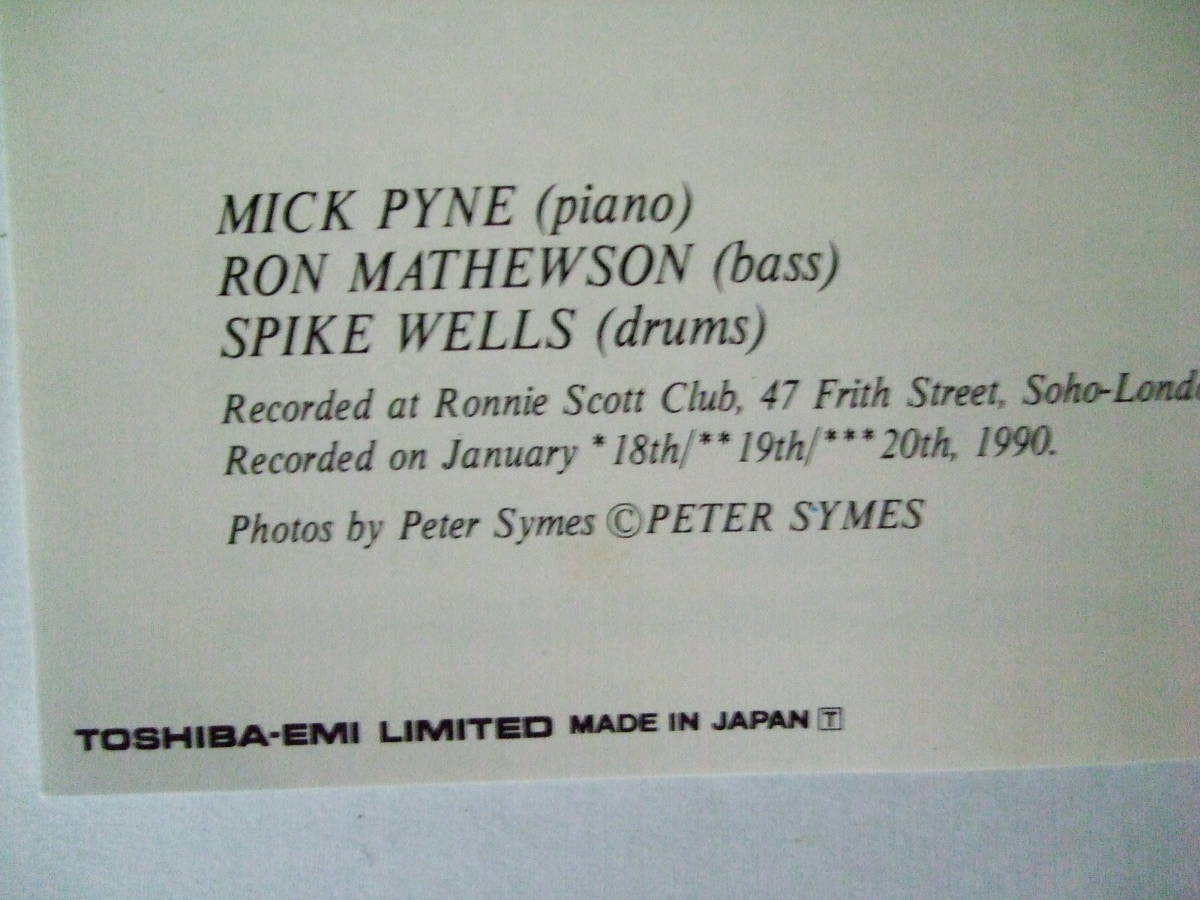 MICK PYNE (piano)
RON MATHEWSON (bass)
SPIKE WELLS (drums)
Recorded at Ronnie Scott Club, 47 Frith Street, Soho-Londo
Recorded on January *18th/**19th/***20th, 1990.
Photos by Peter Symes ©PETER SYMES
TOSHIBA-EMI LIMITED MADE IN JAPAN T